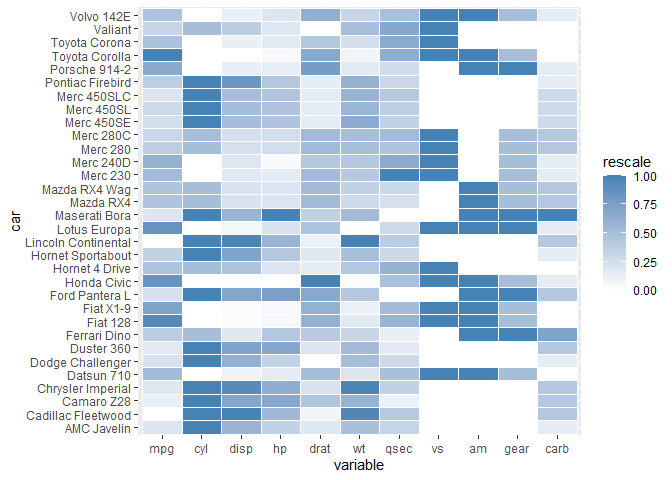 Volvo 142E
Valiant
Toyota Corona
Toyota Corolla
Porsche 914-2
Pontiac Firebird
Merc 450SLC
Merc 450SL
Merc 450SE
Merc 280C
Merc 280
Merc 240D
Merc 230
Mazda RX4 Wag
Mazda RX4
Maserati Bora
Lotus Europa
Lincoln Continental
Hornet Sportabout
Hornet 4 Drive
Honda Civic
Ford Pantera L
Fiat X1-9
Fiat 128
Ferrari Dino
Duster 360
Dodge Challenger
Datsun 710
Chrysler Imperial
Camaro Z28
Cadillac Fleetwood
AMC Javelin
car
mpg cyl disp hp drat wt qsec vs am gear carb
variable
rescale
1.00
0.75
0.50
0.25
0.00